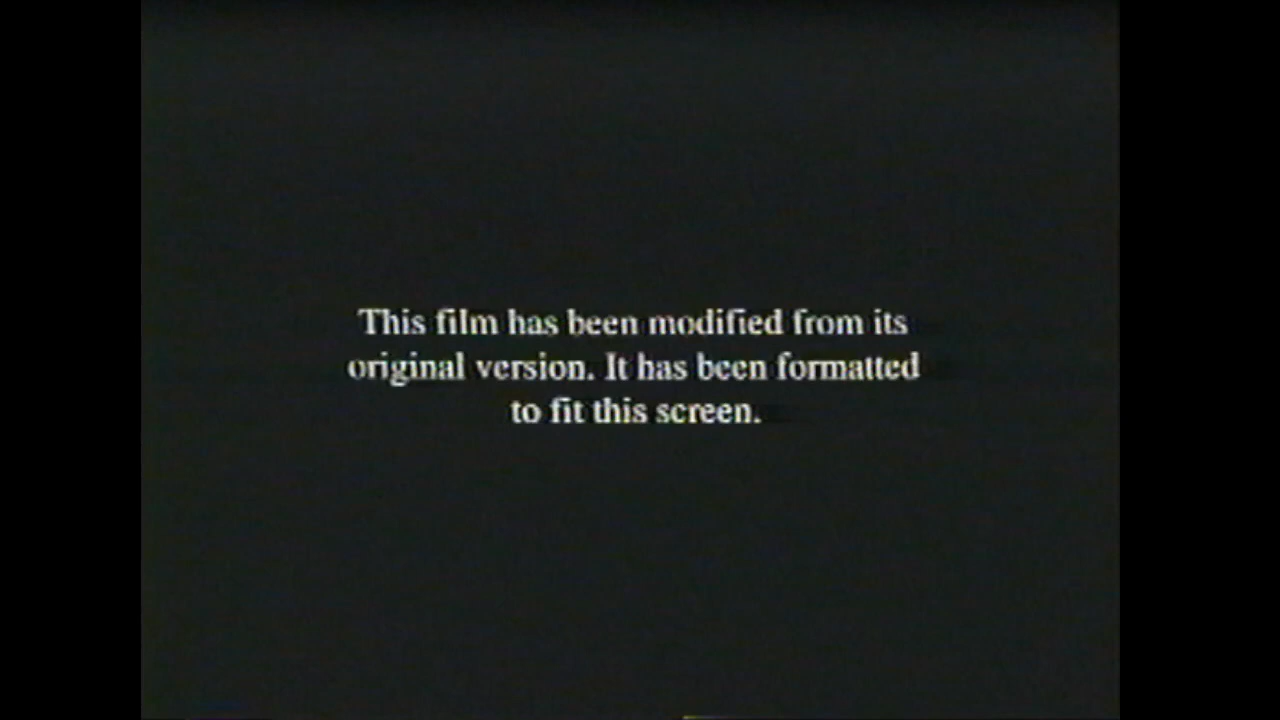 This film has been modified from its
original version. It has been formatted
to fit this screen.